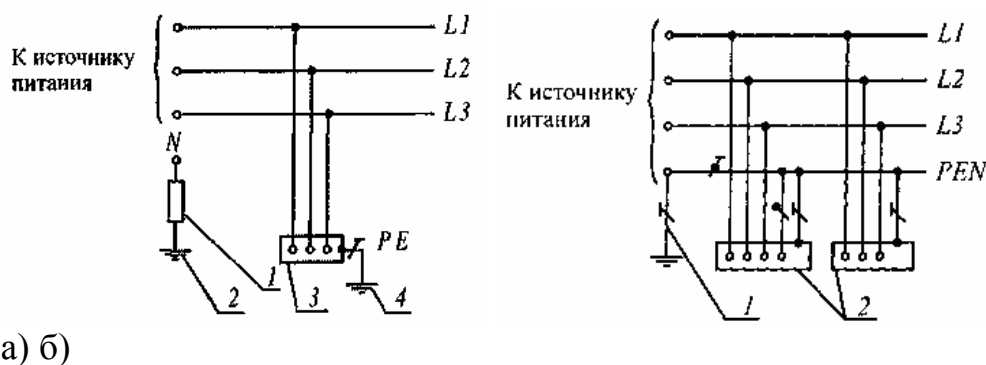 К источнику
питания
L1
L2
L3
N
PE
1
2
3
4
К источнику
питания
L1
L2
L3
PEN
1
2
а) б)